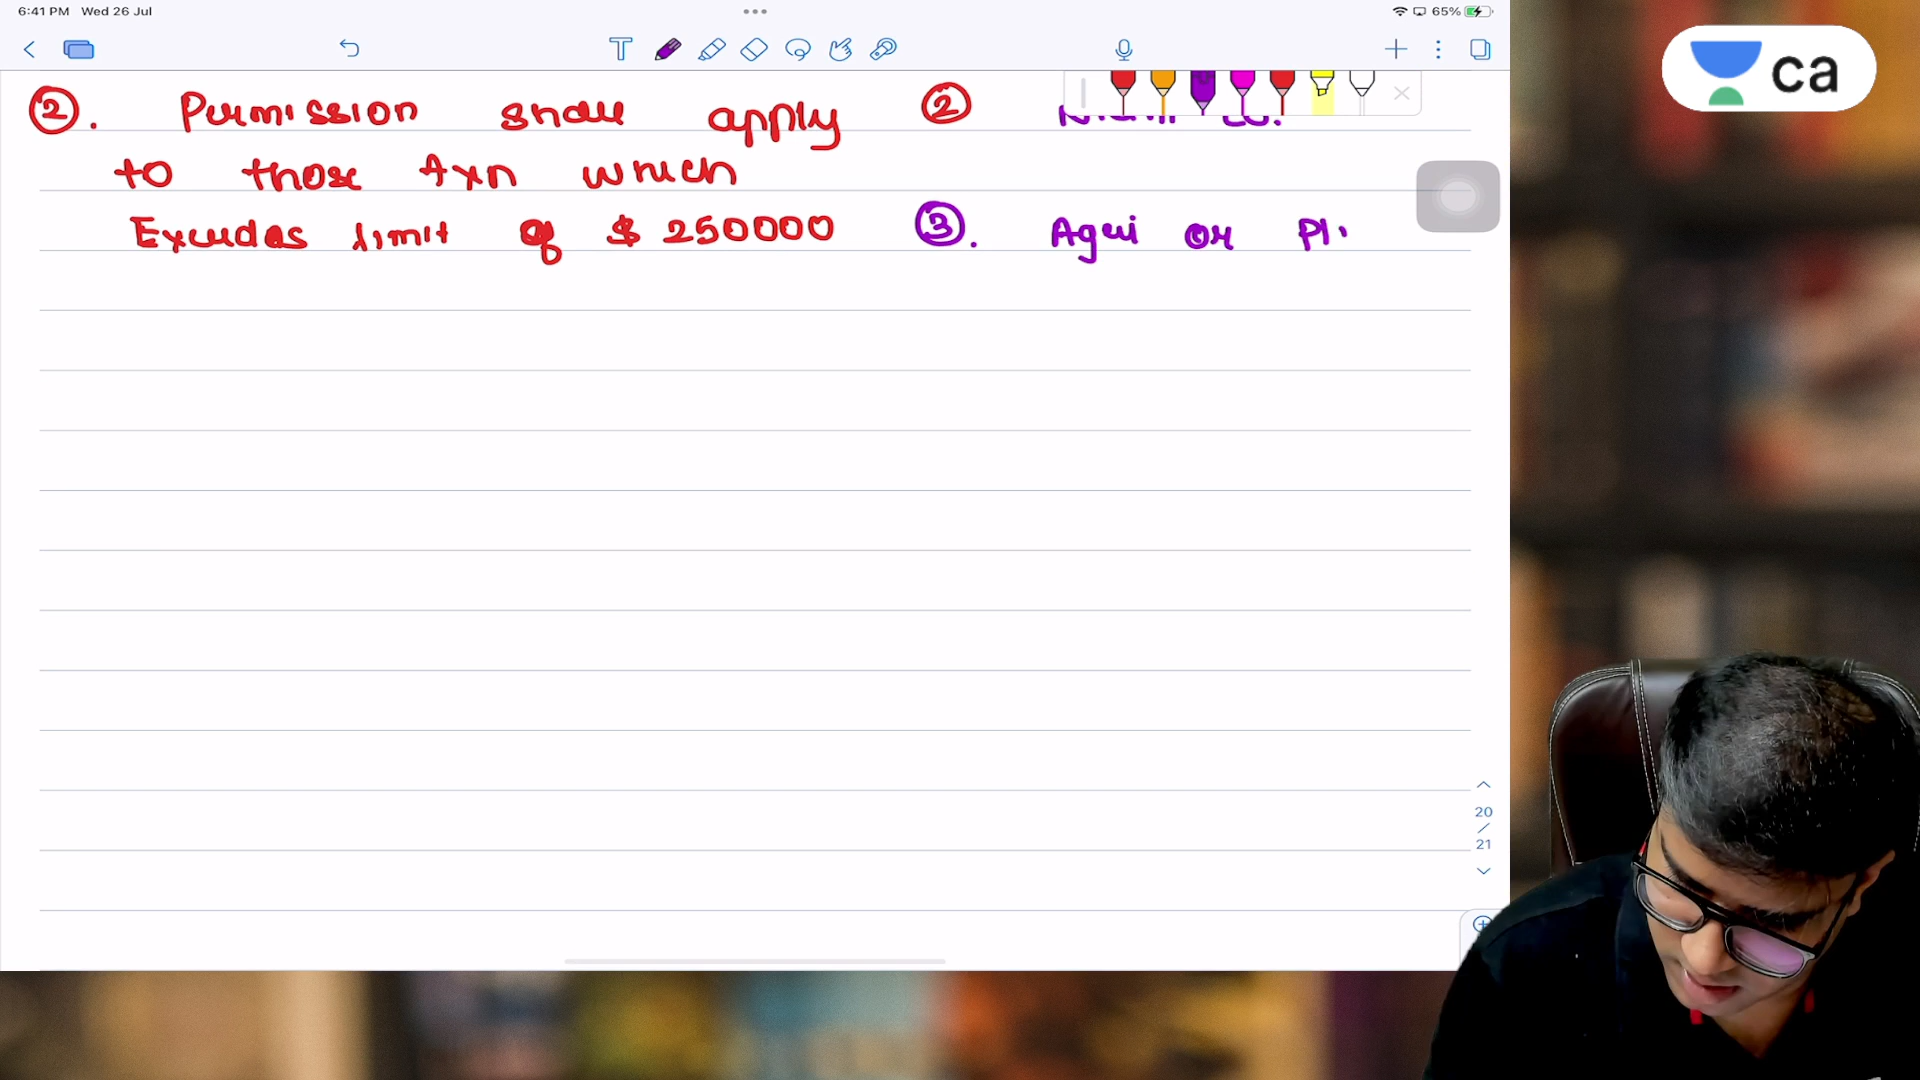 6:41 PM Wed 26 Jul
65%
ca
②. Permission shall apply
to those txn which
Exceeds limit of $ 250000
②
③. Agri or Pl
20
/
21